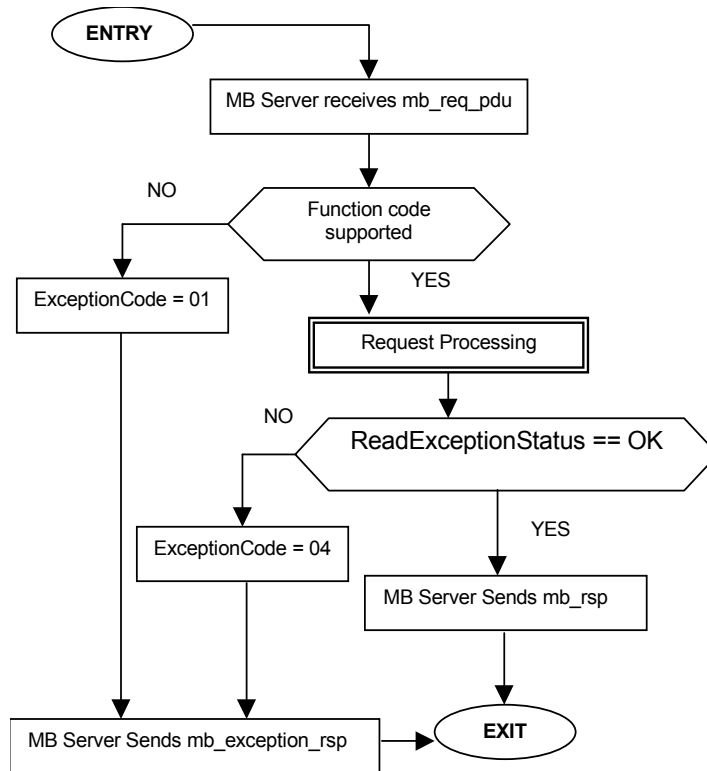 ENTRY
MB Server receives mb_req_pdu
NO
Function code
supported
YES
ExceptionCode = 01
Request Processing
NO
ReadExceptionStatus == OK
YES
ExceptionCode = 04
MB Server Sends mb_rsp
MB Server Sends mb_exception_rsp
EXIT